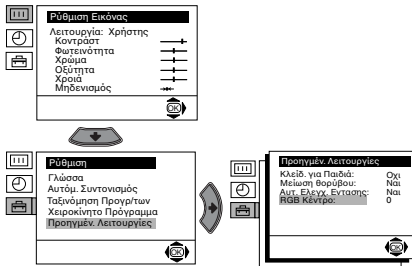 Ρύθμιση Εικόνας
Λειτουργία: Χρήστης
Κοντράστ
Φωτεινότητα
Χρώμα
Οξύτητα
Χροιά
Μηδενισμός
OK
Ρύθμιση
Γλώσσα
Αυτόμ. Συντονισμός
Ταξινόμηση Προγρ/των
Χειροκίνητο Πρόγραμμα
Προηγμέν. Λειτουργίες
OK
Προηγμέν. Λειτουργίες
Κλείδ. για Παιδιά: Οχι
Μείωση θορύβου: Ναι
Αυτ. Ελεγχ. Εντασης: Ναι
RGB Κέντρο: 0
OK